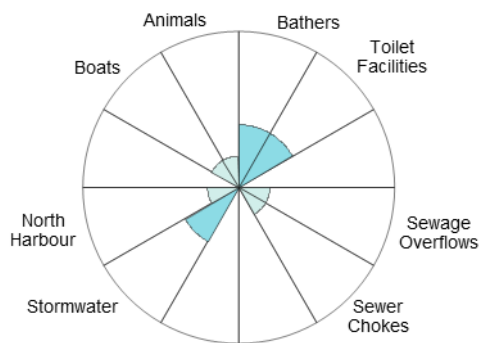 Animals
Bathers
Boats
Toilet
Facilities
North
Harbour
Sewage
Overflows
Stormwater
Sewer
Chokes